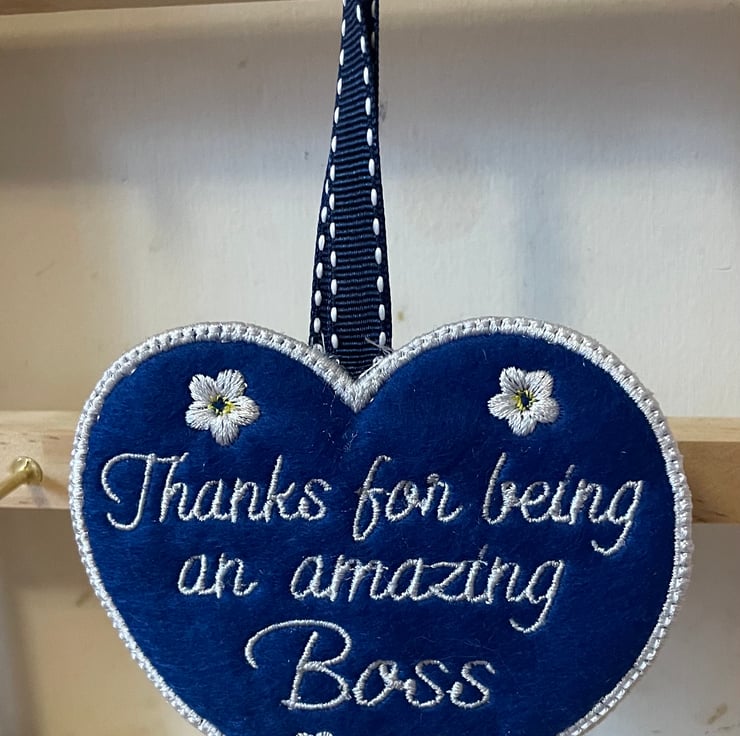 Thanks for being
an amazing
Boss